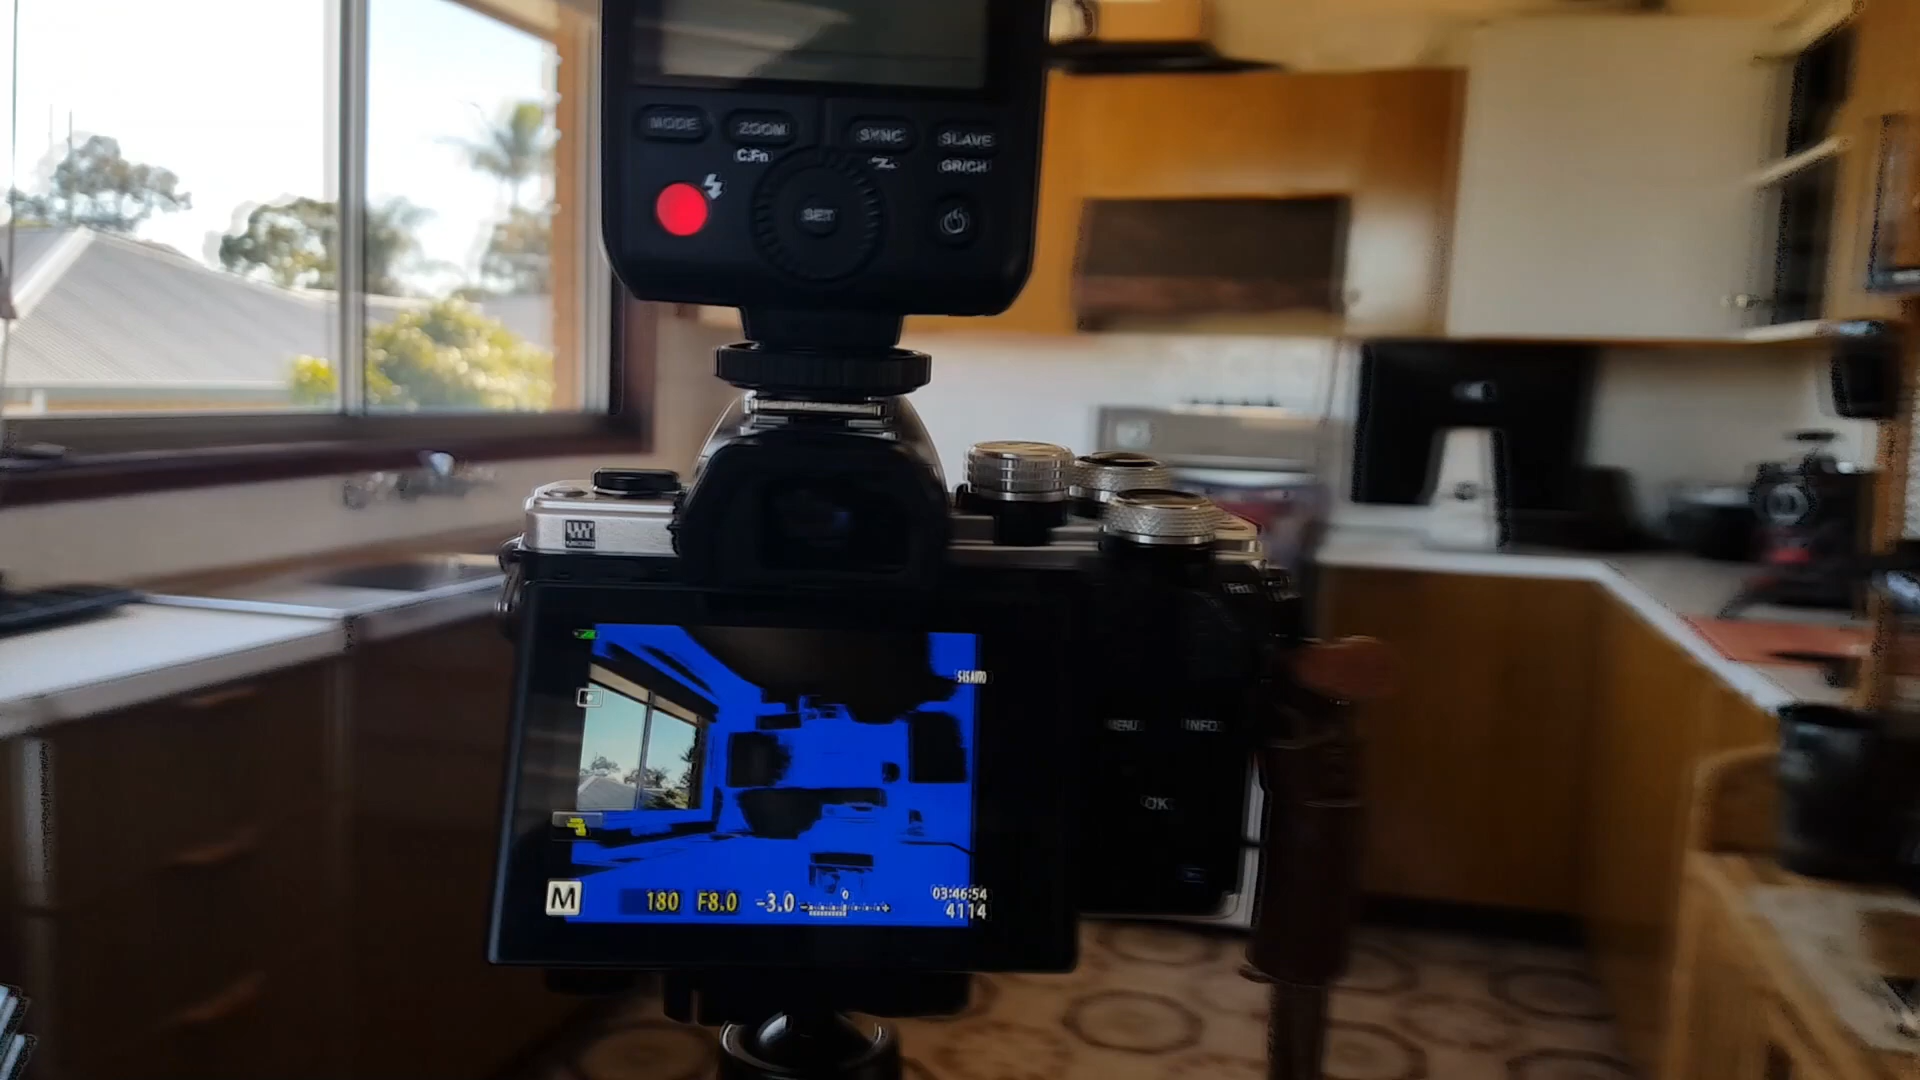 MODE ZOOM SYNC SLAVE
C.Fn GR/CH
SET
Fn1
S-IS AUTO
MENU INFO
OK
M 180 F8.0 -3.0 0 03:46:54
4114